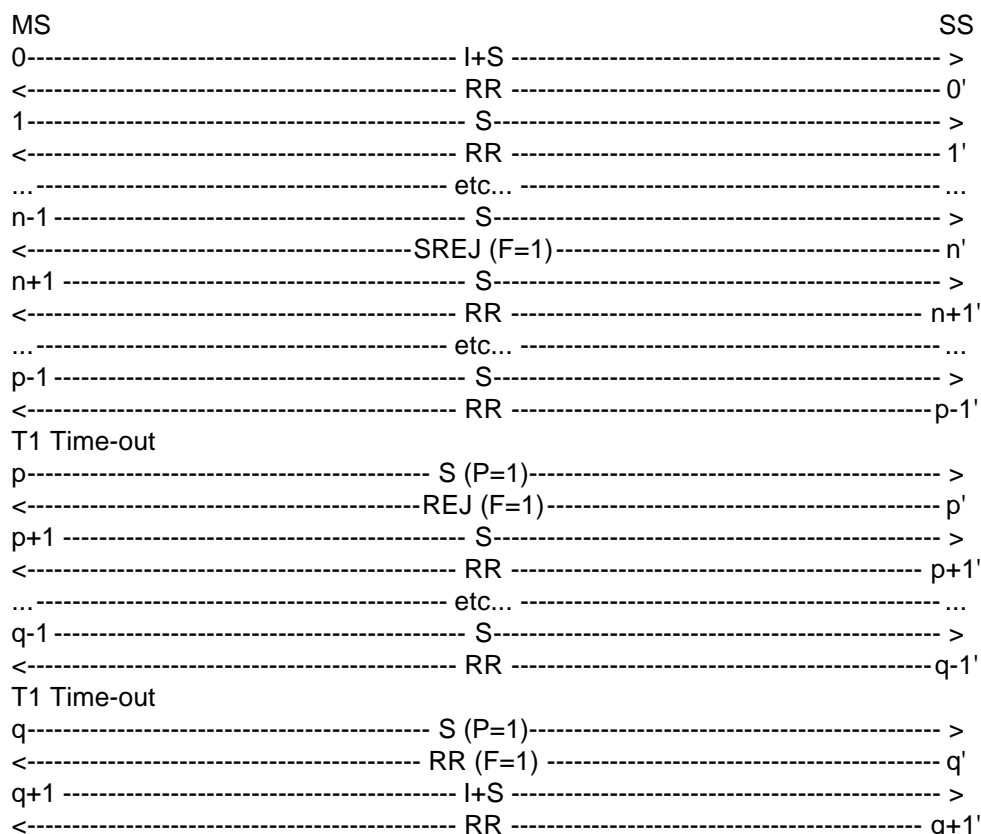 MS SS
0------------------------------------------------ I+S ------------------------------------------------ >
<------------------------------------------------ RR ------------------------------------------------ 0'
1------------------------------------------------- S-------------------------------------------------- >
<------------------------------------------------ RR ------------------------------------------------ 1'
...---------------------------------------------- etc... ----------------------------------------------- ...
n-1 ---------------------------------------------- S-------------------------------------------------- >
<-------------------------------------------SREJ (F=1)------------------------------------------- n'
n+1 --------------------------------------------- S-------------------------------------------------- >
<------------------------------------------------ RR ---------------------------------------------- n+1'
...---------------------------------------------- etc... ----------------------------------------------- ...
p-1 ---------------------------------------------- S-------------------------------------------------- >
<------------------------------------------------ RR -----------------------------------------------p-1'
T1 Time-out
p--------------------------------------------- S (P=1)---------------------------------------------- >
<--------------------------------------------REJ (F=1)-------------------------------------------- p'
p+1 --------------------------------------------- S-------------------------------------------------- >
<------------------------------------------------ RR ---------------------------------------------- p+1'
...---------------------------------------------- etc... ----------------------------------------------- ...
q-1 ---------------------------------------------- S-------------------------------------------------- >
<------------------------------------------------ RR -----------------------------------------------q-1'
T1 Time-out
q--------------------------------------------- S (P=1)---------------------------------------------- >
<-------------------------------------------- RR (F=1) -------------------------------------------- q'
q+1 -------------------------------------------- I+S ------------------------------------------------ >
<------------------------------------------------ RR ---------------------------------------------- q+1'